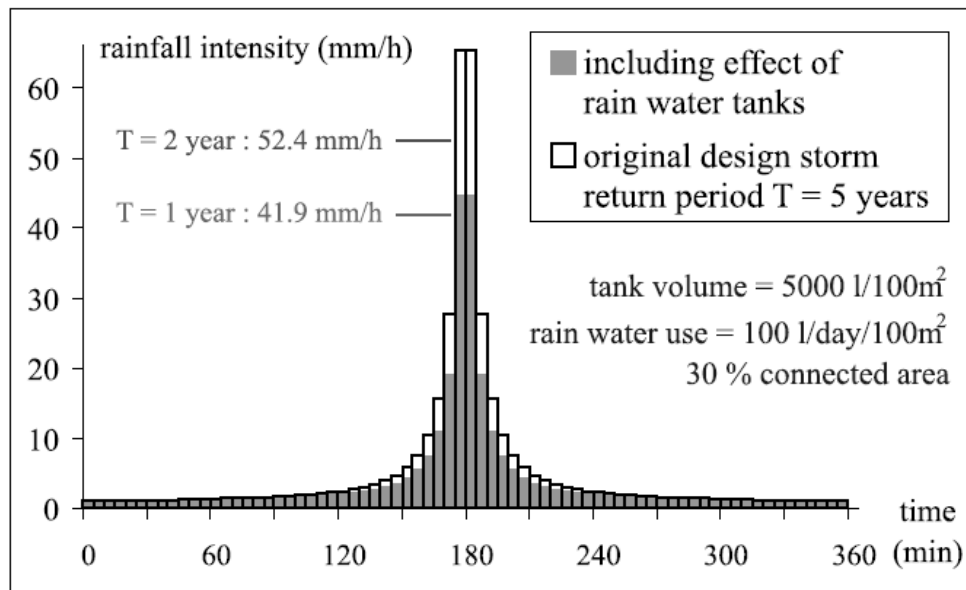 rainfall intensity (mm/h)
60
50
40
30
20
10
0
T = 2 year : 52.4 mm/h
T = 1 year : 41.9 mm/h
including effect of
rain water tanks
original design storm
return period T = 5 years
tank volume = 5000 l/100m²
rain water use = 100 l/day/100m²
30 % connected area
0 60 120 180 240 300 360
time
(min)